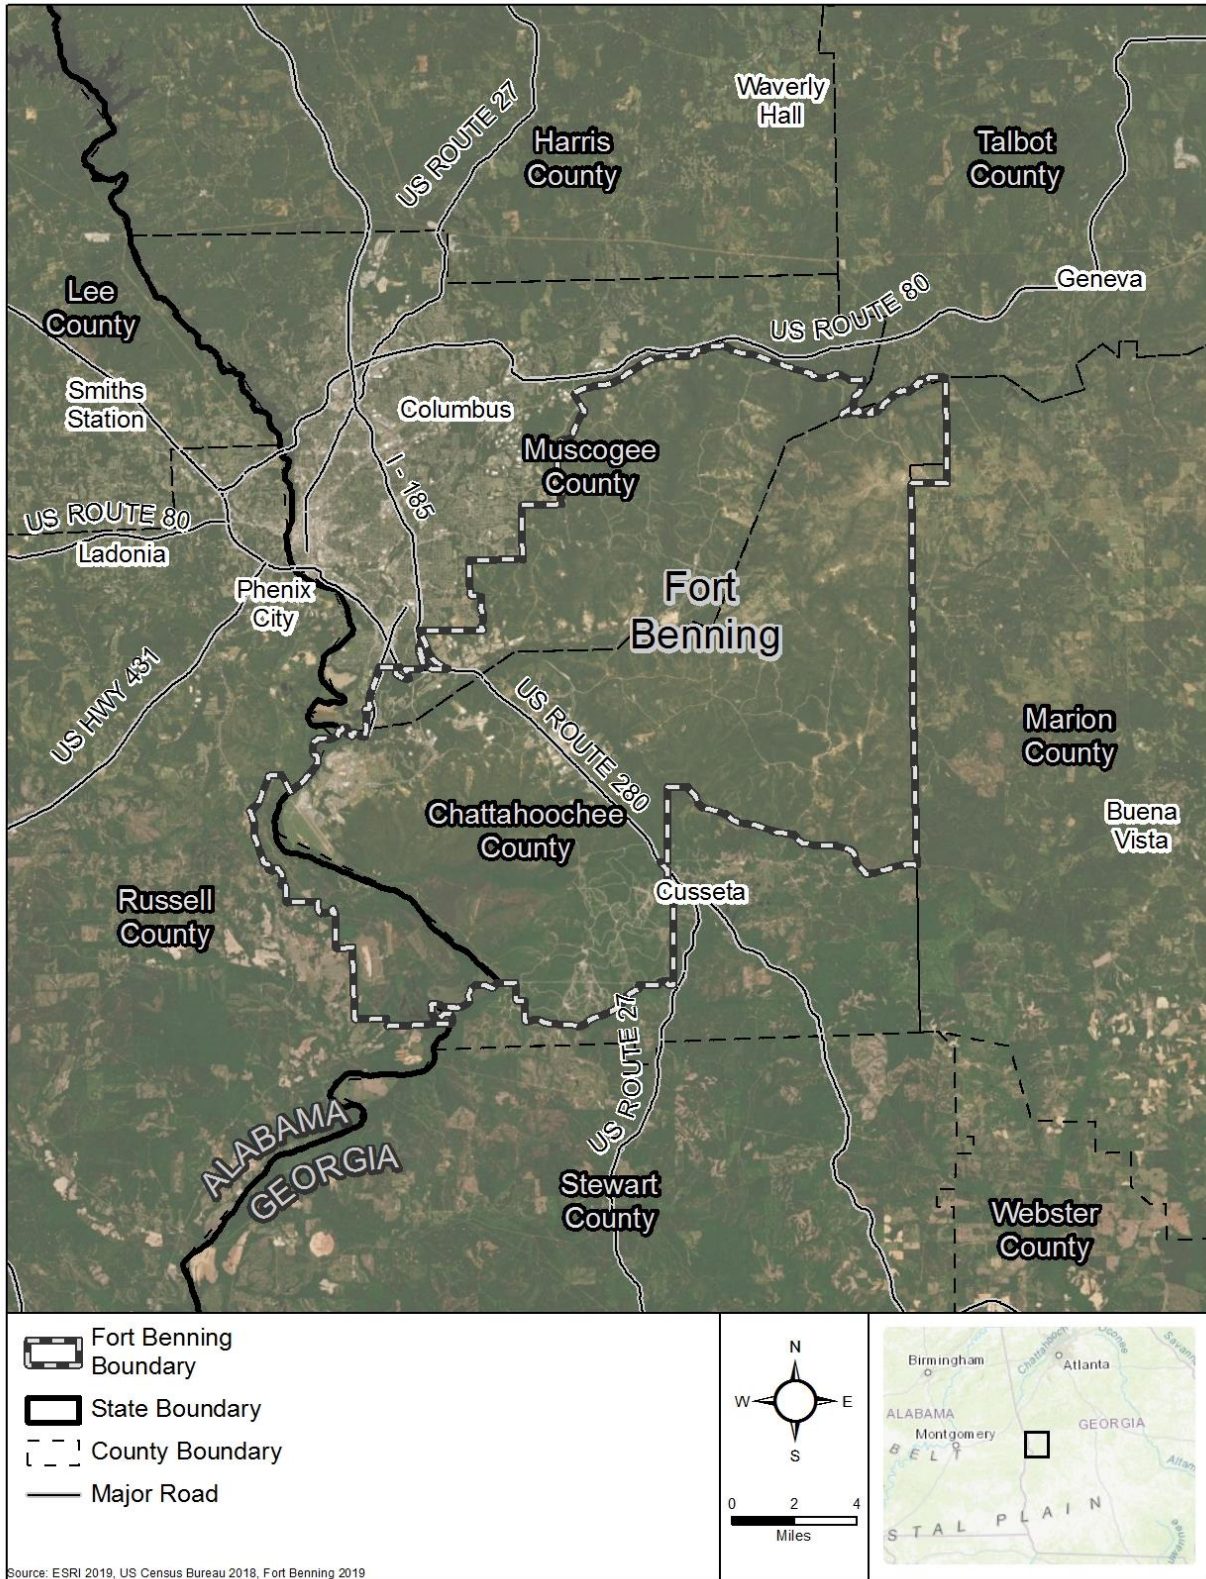 US ROUTE 27
Waverly
Hall
Harris
County
Talbot
County
Lee
County
Geneva
US ROUTE 80
Smiths
Station
Columbus
Muscogee
County
I - 185
US ROUTE 80
Ladonia
Phenix
City
Fort
Benning
US HWY 431
US ROUTE 280
Marion
County
Chattahoochee
County
Buena
Vista
Russell
County
Cusseta
US ROUTE 27
ALABAMA
GEORGIA
Stewart
County
Webster
County
Fort Benning
Boundary
State Boundary
County Boundary
Major Road
Source: ESRI 2019, US Census Bureau 2018, Fort Benning 2019
N
W E
S
0 2 4
Miles
Birmingham
Atlanta
ALABAMA
GEORGIA
Montgomery
BELT
STAL PLAIN